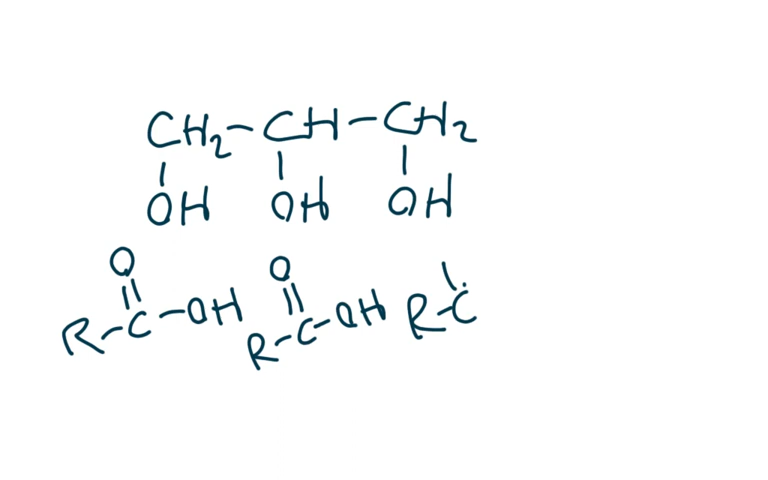 CH₂-CH-CH₂
OH OH OH
O O
R-C-OH R-C-OH R-C